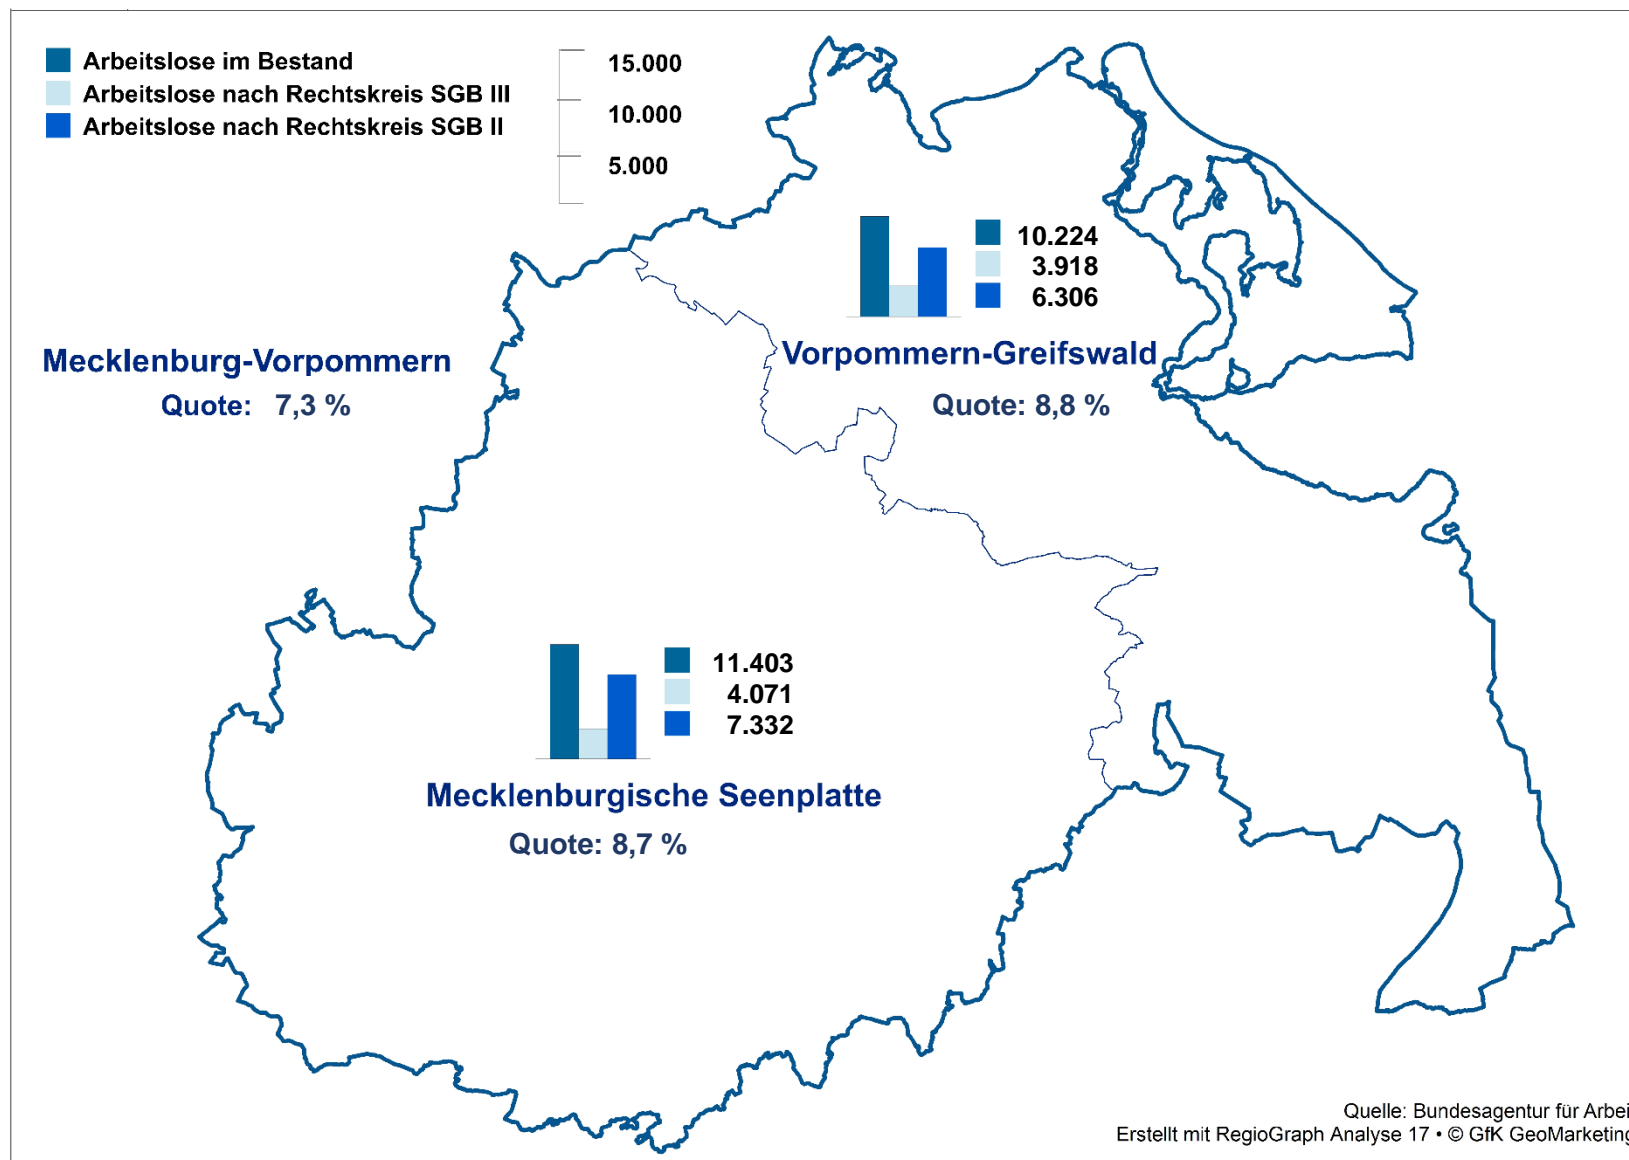 Arbeitslose im Bestand
Arbeitslose nach Rechtskreis SGB III
Arbeitslose nach Rechtskreis SGB II
15.000
10.000
5.000
10.224
3.918
6.306
Vorpommern-Greifswald
Quote: 8,8 %
Mecklenburg-Vorpommern
Quote: 7,3 %
11.403
4.071
7.332
Mecklenburgische Seenplatte
Quote: 8,7 %
Quelle: Bundesagentur für Arbei
Erstellt mit RegioGraph Analyse 17 • © GfK GeoMarketing